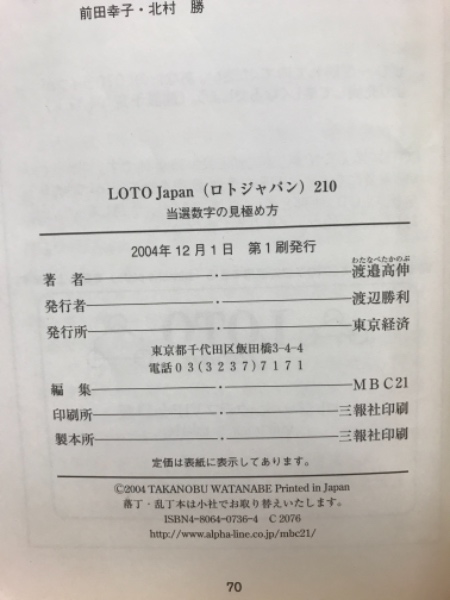 前田幸子・北村 勝
LOTO Japan（ロトジャパン）210
当選数字の見極め方
2004年12月1日 第1刷発行
わたなべたかのぶ
著 者 ・ 渡邉高伸
発行者 ・ 渡辺勝利
発行所 ・ 東京経済
東京都千代田区飯田橋3-4-4
電話03(3237)7171
編 集 ・ MBC21
印刷所 ・ 三報社印刷
製本所 ・ 三報社印刷
定価は表紙に表示してあります。
©2004 TAKANOBU WATANABE Printed in Japan
落丁・乱丁本は小社でお取り替えいたします。
ISBN4-8064-0736-4 C 2076
http://www.alpha-line.co.jp/mbc21/
70